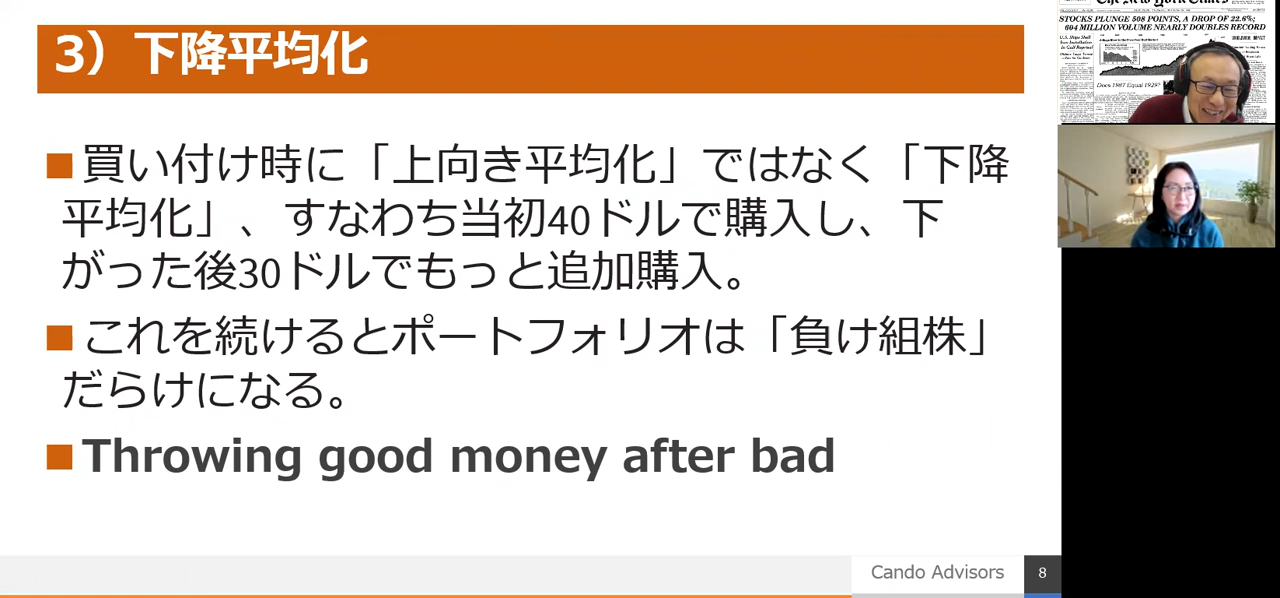 3）下降平均化
■買い付け時に「上向き平均化」ではなく「下降
平均化」、すなわち当初40ドルで購入し、下
がった後30ドルでもっと追加購入。
■これを続けるとポートフォリオは「負け組株」
だらけになる。
■Throwing good money after bad
Cando Advisors
8
The New York Times
STOCKS PLUNGE 508 POINTS, A DROP OF 22.6%;
604 MILLION VOLUME NEARLY DOUBLES RECORD
Does 1987 Equal 1929?